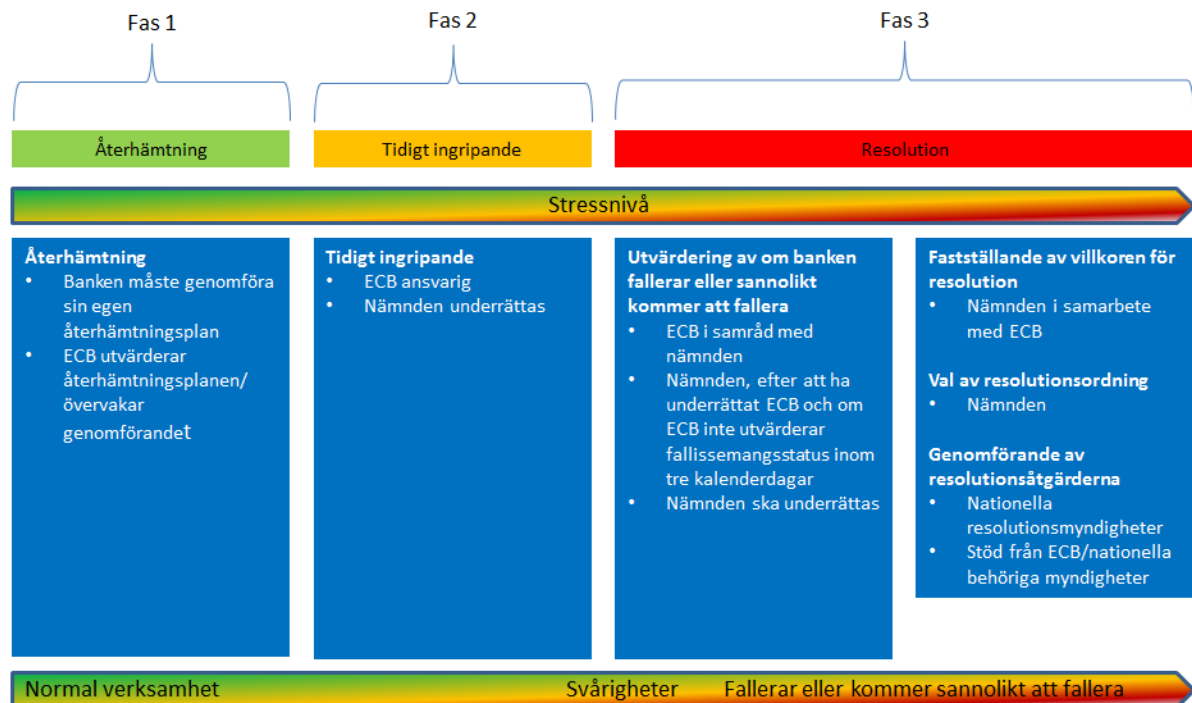 Fas 1
Fas 2
Fas 3
Återhämtning
Tidigt ingripande
Resolution
Stressnivå
Återhämtning
• Banken måste genomföra
sin egen
återhämtningsplan
• ECB utvärderar
återhämtningsplanen/
övervakar
genomförandet
Tidigt ingripande
• ECB ansvarig
• Nämnden underrättas
Utvärdering av om banken
fallerar eller sannolikt
kommer att fallera
• ECB i samråd med
nämnden
• Nämnden, efter att ha
underrättat ECB och om
ECB inte utvärderar
fallissemangsstatus inom
tre kalenderdagar
• Nämnden ska underrättas
Fastställande av villkoren för
resolution
• Nämnden i samarbete
med ECB
Val av resolutionsordning
• Nämnden
Genomförande av
resolutionsåtgärderna
• Nationella
resolutionsmyndigheter
• Stöd från ECB/nationella
behöriga myndigheter
Normal verksamhet
Svårigheter
Fallerar eller kommer sannolikt att fallera